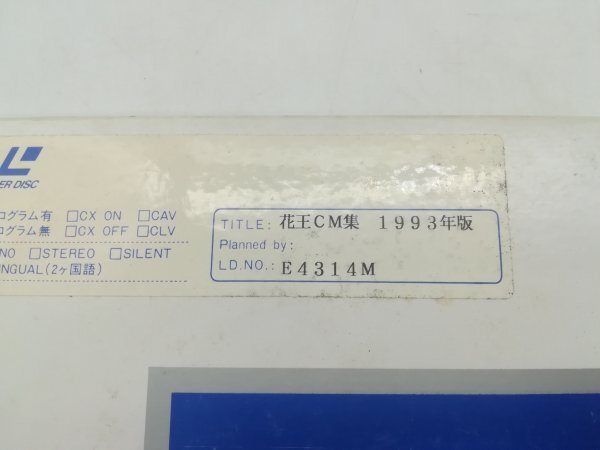 ER DISC
ログラム有 □CX ON □CAV
ログラム無 □CX OFF □CLV
NO □STEREO □SILENT
INGUAL(2ヶ国語)
TITLE: 花王CM集 1993年版
Planned by:
LD.NO.: E4314M